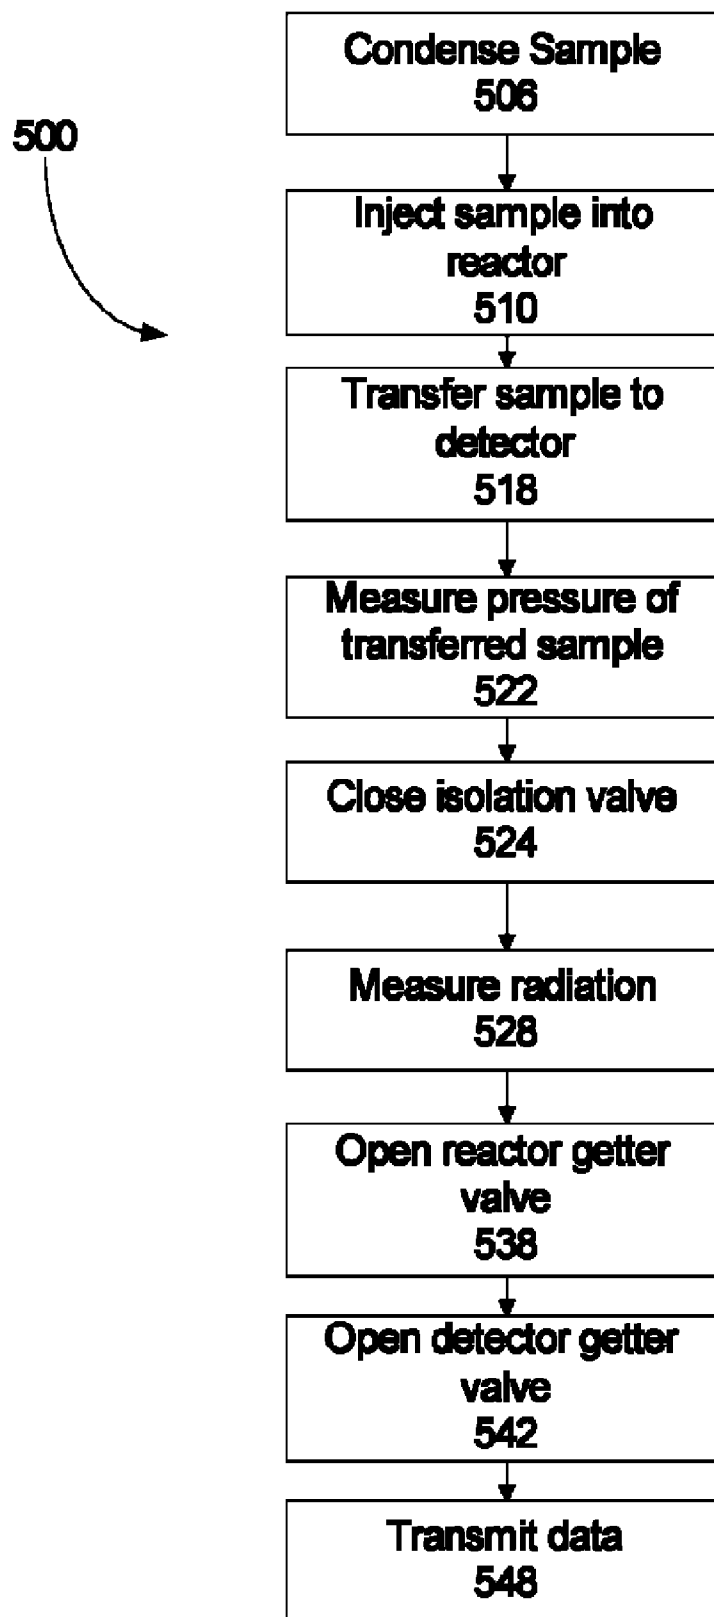 500
Condense Sample
506
Inject sample into
reactor
510
Transfer sample to
detector
518
Measure pressure of
transferred sample
522
Close isolation valve
524
Measure radiation
528
Open reactor getter
valve
538
Open detector getter
valve
542
Transmit data
548